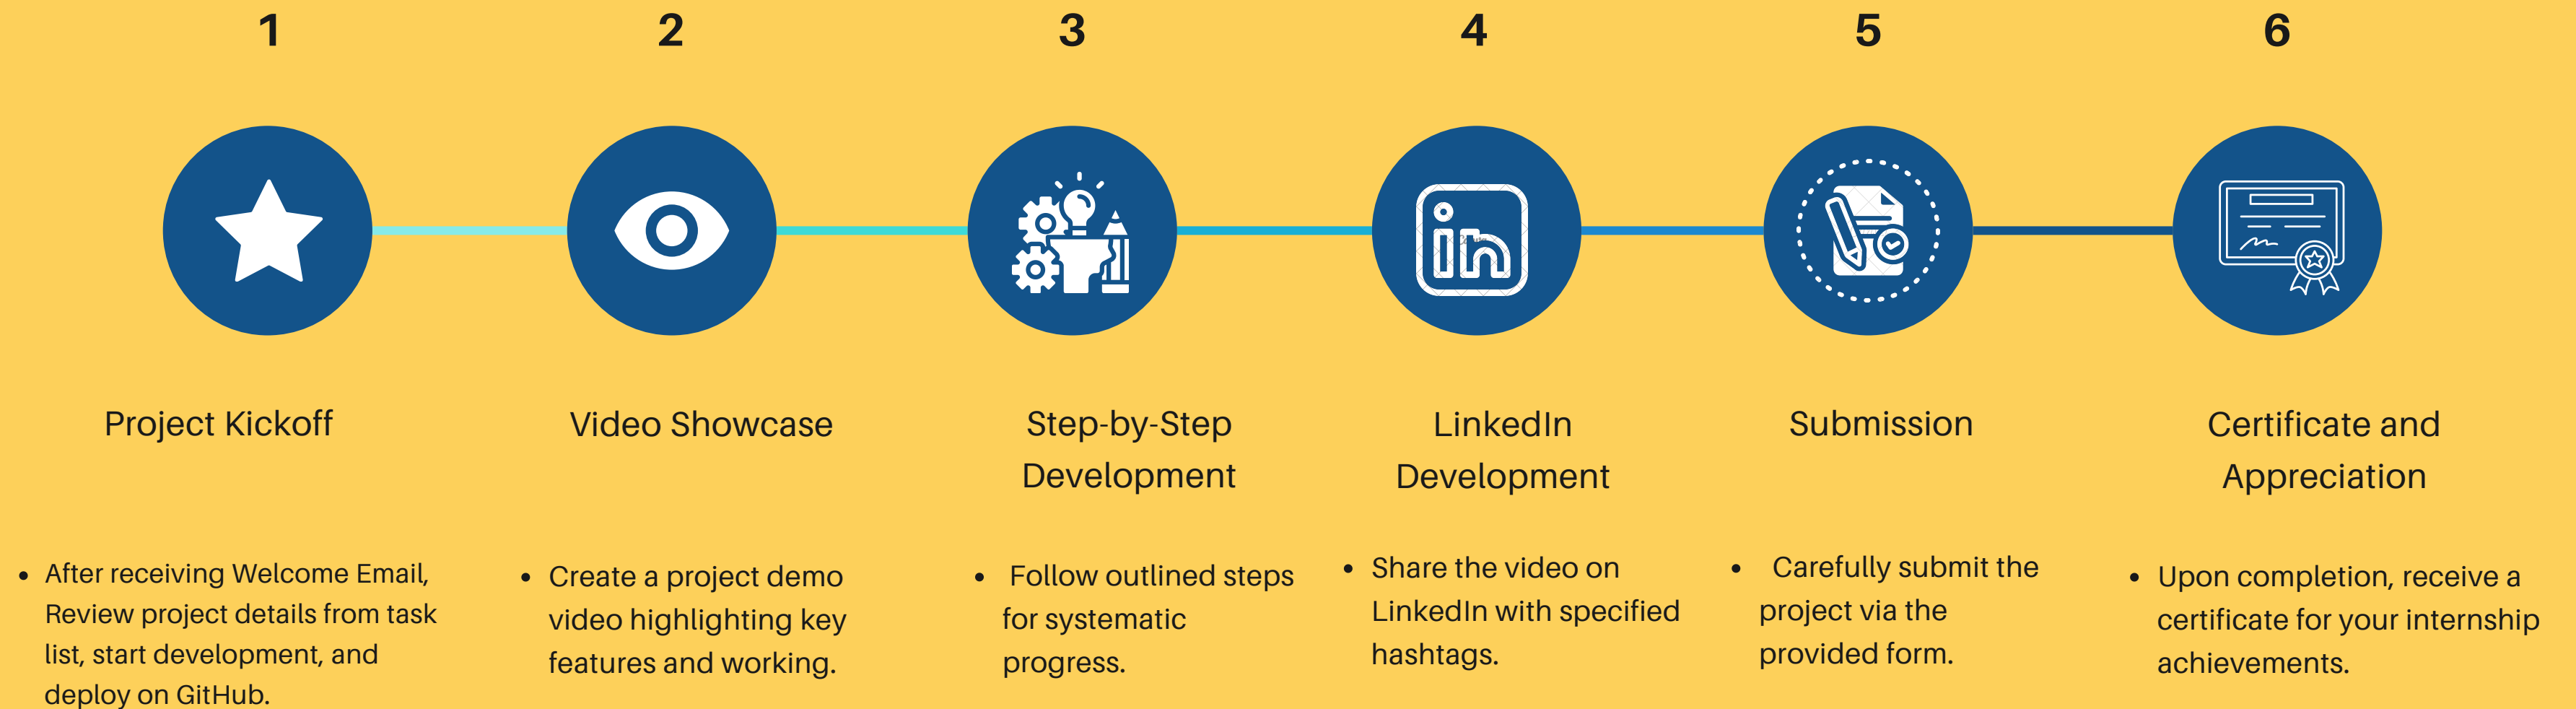 1
2
3
4
5
6
in
Project Kickoff
Video Showcase
Step-by-Step
Development
LinkedIn
Development
Submission
Certificate and
Appreciation
• After receiving Welcome Email,
Review project details from task
list, start development, and
deploy on GitHub.
• Create a project demo
video highlighting key
features and working.
• Follow outlined steps
for systematic
progress.
• Share the video on
LinkedIn with specified
hashtags.
• Carefully submit the
project via the
provided form.
• Upon completion, receive a
certificate for your internship
achievements.